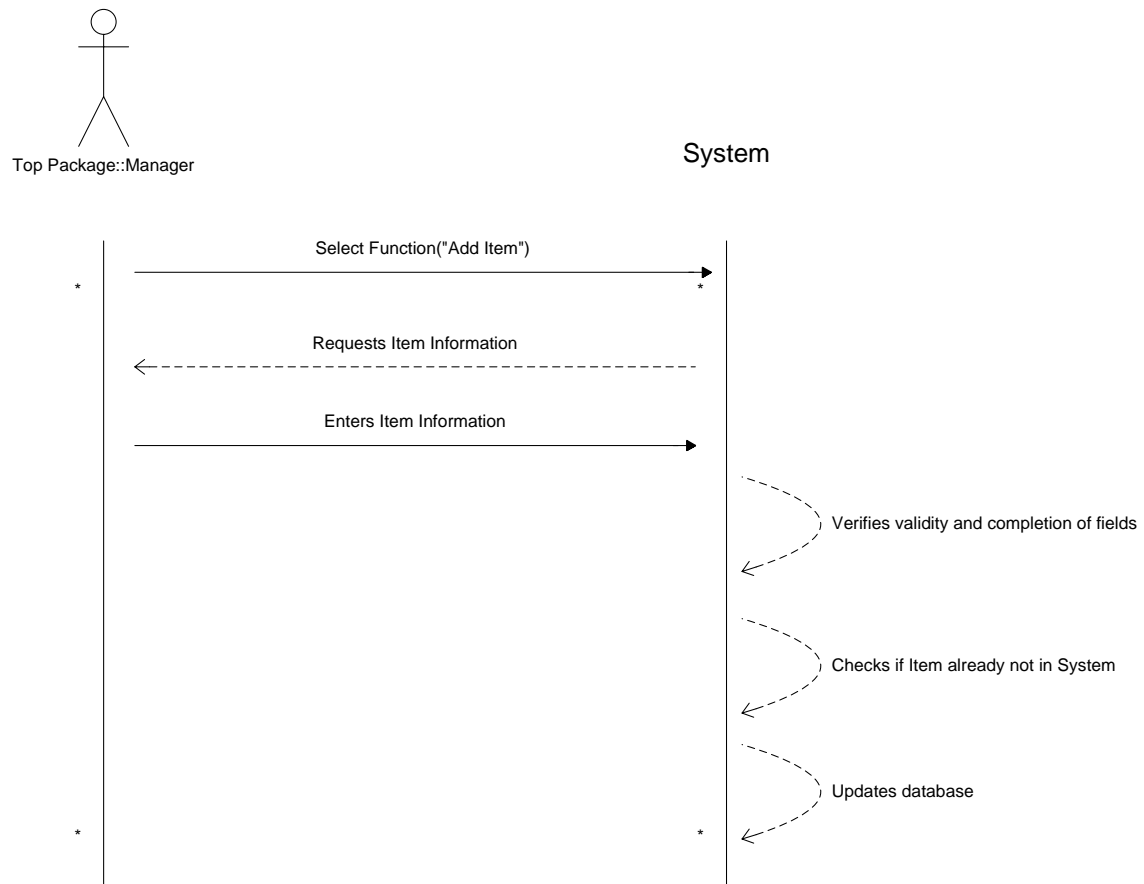 Top Package::Manager
System
Select Function("Add Item")
*
*
Requests Item Information
Enters Item Information
Verifies validity and completion of fields
Checks if Item already not in System
Updates database
*
*